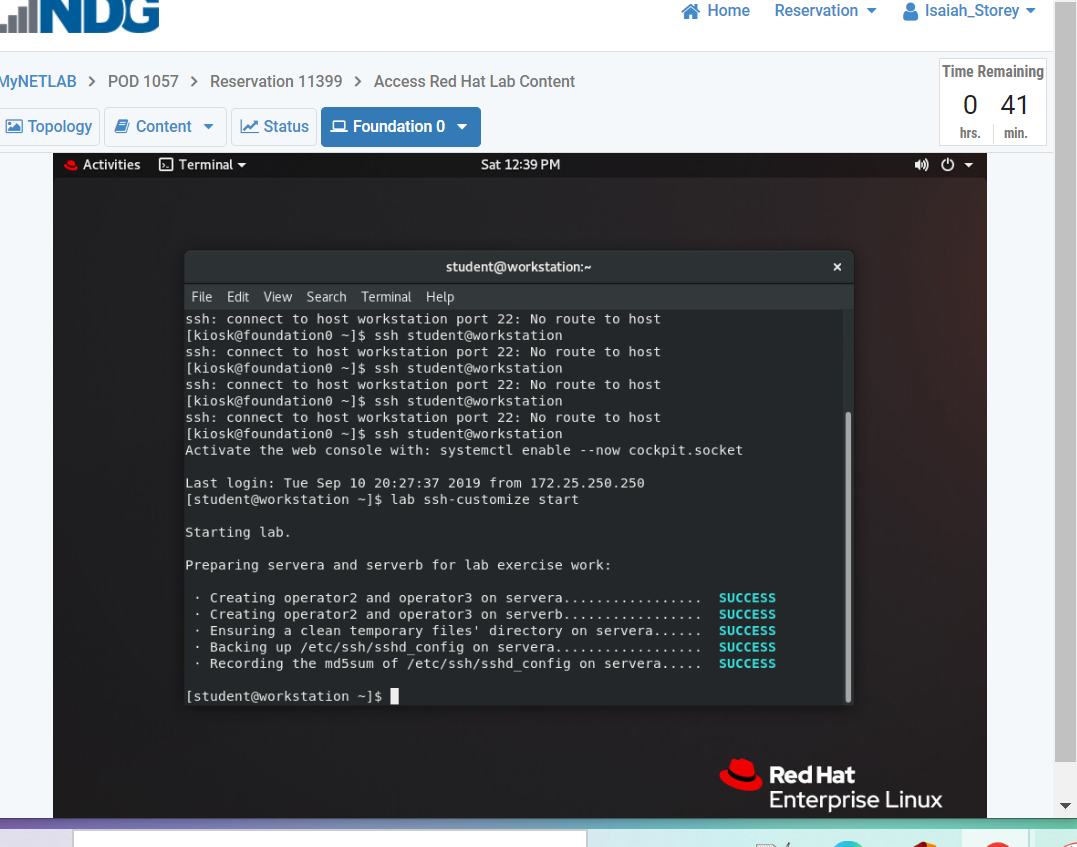 NDG
Home Reservation Isaiah_Storey
MyNETLAB > POD 1057 > Reservation 11399 > Access Red Hat Lab Content
Time Remaining
0 41
hrs. min.
Topology Content Status Foundation 0
Activities Terminal Sat 12:39 PM
student@workstation:~ ×
File Edit View Search Terminal Help
ssh: connect to host workstation port 22: No route to host
[kiosk@foundation0 ~]$ ssh student@workstation
ssh: connect to host workstation port 22: No route to host
[kiosk@foundation0 ~]$ ssh student@workstation
ssh: connect to host workstation port 22: No route to host
[kiosk@foundation0 ~]$ ssh student@workstation
ssh: connect to host workstation port 22: No route to host
[kiosk@foundation0 ~]$ ssh student@workstation
Activate the web console with: systemctl enable --now cockpit.socket
Last login: Tue Sep 10 20:27:37 2019 from 172.25.250.250
[student@workstation ~]$ lab ssh-customize start
Starting lab.
Preparing servera and serverb for lab exercise work:
· Creating operator2 and operator3 on servera................. SUCCESS
· Creating operator2 and operator3 on serverb................. SUCCESS
· Ensuring a clean temporary files' directory on servera...... SUCCESS
· Backing up /etc/ssh/sshd_config on servera.................. SUCCESS
· Recording the md5sum of /etc/ssh/sshd_config on servera..... SUCCESS
[student@workstation ~]$
Red Hat
Enterprise Linux